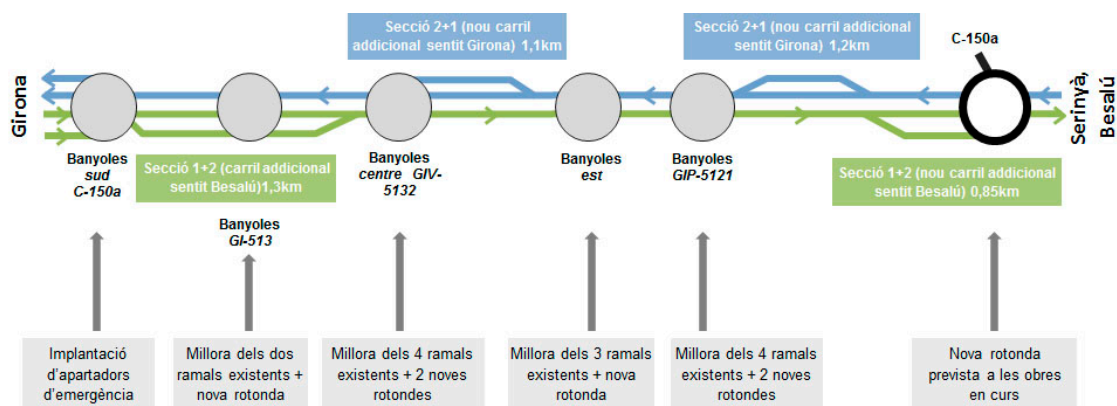 Secció 2+1 (nou carril
addicional sentit Girona) 1,1km
Secció 2+1 (nou carril addicional
sentit Girona) 1,2km
C-150a
Girona
Serinyà,
Besalú
Banyoles
sud
C-150a
Secció 1+2 (carril addicional
sentit Besalú)1,3km
Banyoles
GI-513
Banyoles
centre GIV-
5132
Banyoles
est
Banyoles
GIP-5121
Secció 1+2 (nou carril addicional
sentit Besalú) 0,85km
Implantació
d'apartadors
d'emergència
Millora dels dos
ramals existents +
nova rotonda
Millora dels 4 ramals
existents + 2 noves
rotondes
Millora dels 3 ramals
existents + nova
rotonda
Millora dels 4 ramals
existents + 2 noves
rotondes
Nova rotonda
prevista a les obres
en curs